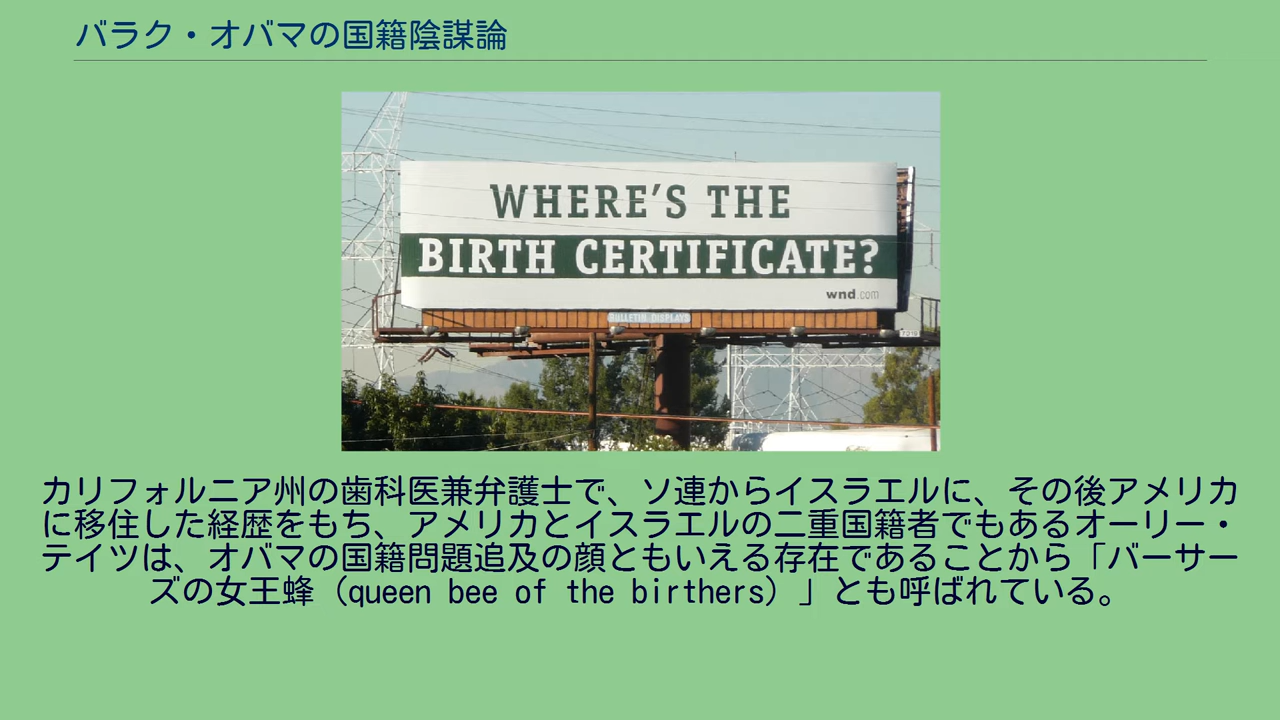 バラク・オバマの国籍陰謀論
WHERE'S THE
BIRTH CERTIFICATE?
wnd.com
BULLETIN DISPLAYS
カリフォルニア州の歯科医兼弁護士で、ソ連からイスラエルに、その後アメリカ
に移住した経歴をもち、アメリカとイスラエルの二重国籍者でもあるオーリー・
テイツは、オバマの国籍問題追及の顔ともいえる存在であることから「バーサー
ズの女王蜂（queen bee of the birthers）」とも呼ばれている。